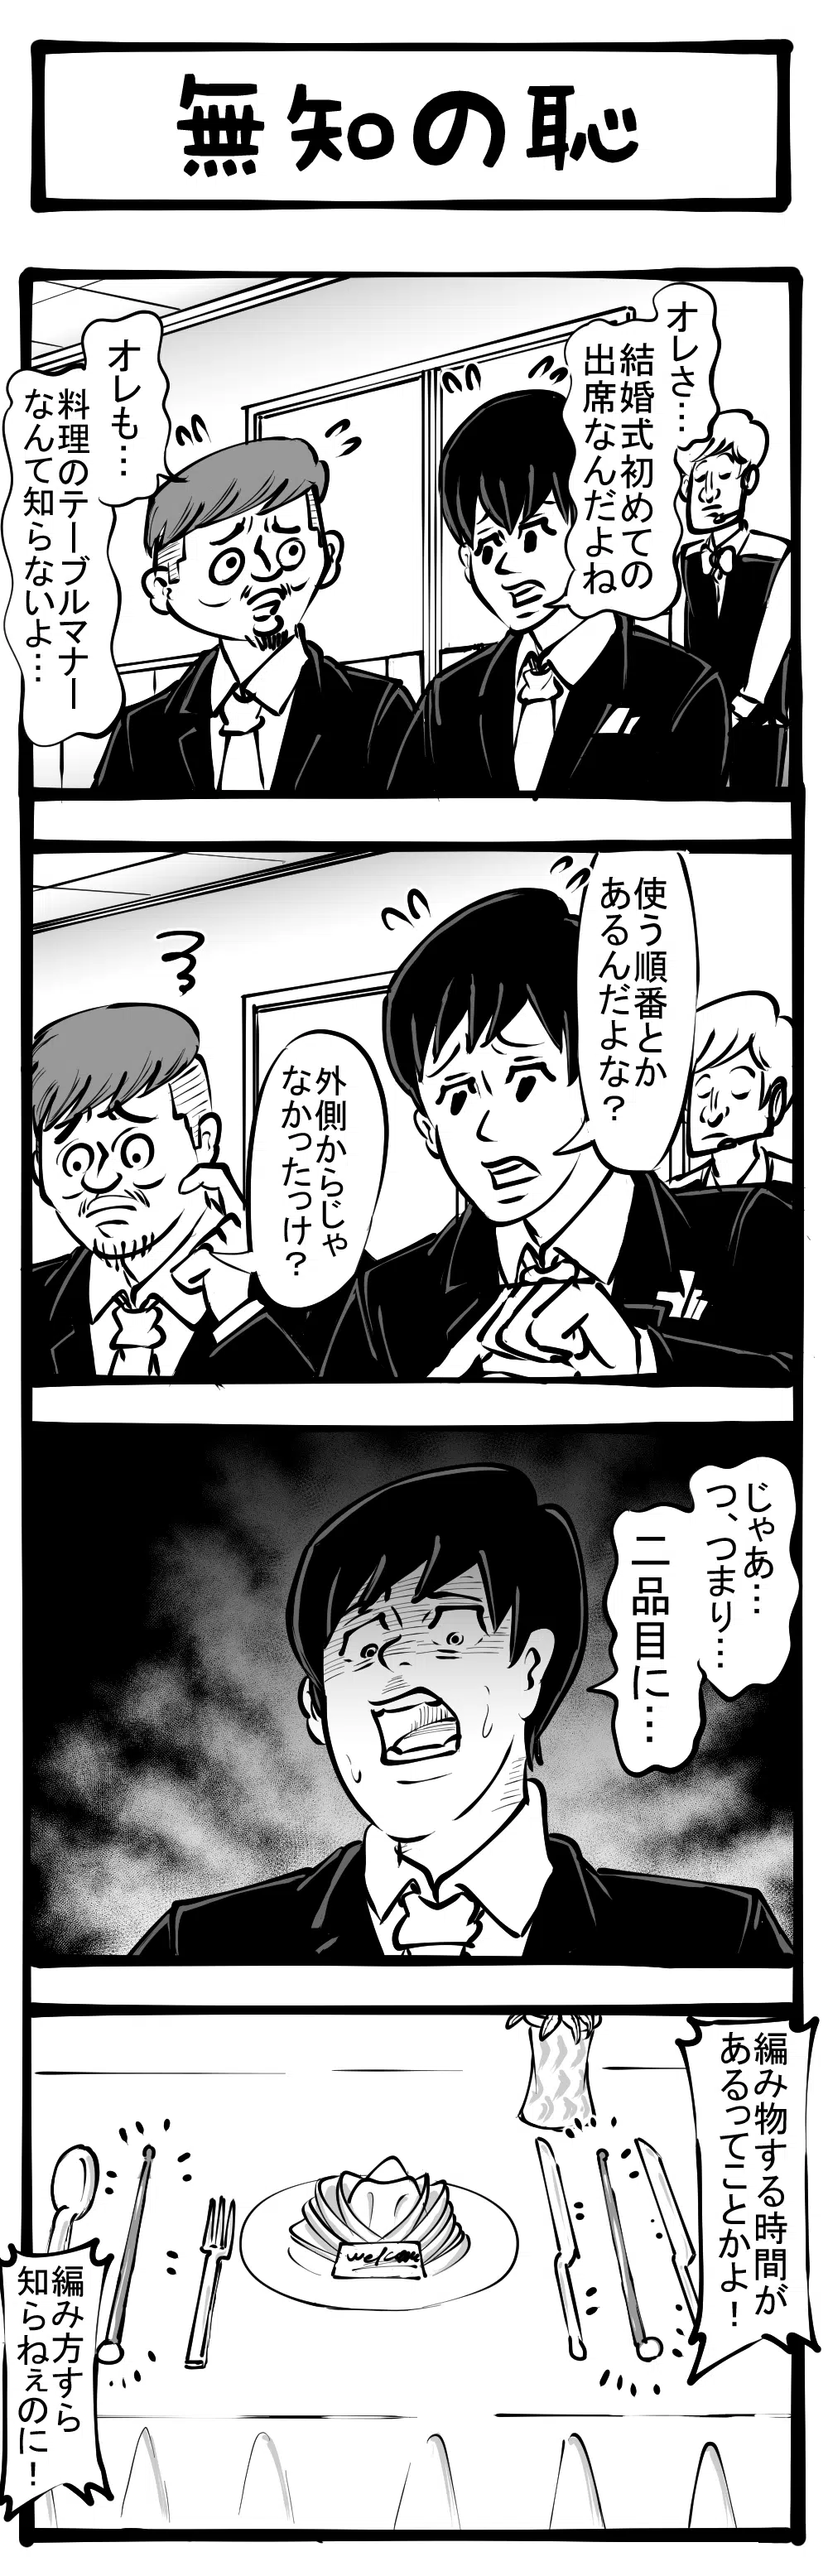 無知の恥
オレさ…
結婚式初めての
出席なんだよね
オレも…
料理のテーブルマナー
なんて知らないよ…
使う順番とか
あるんだよな？
外側からじゃ
なかったっけ？
じゃあ…
つ、つまり…
二品目に…
編み物する時間が
あるってことかよ！
welcome
編み方すら
知らねぇのに！